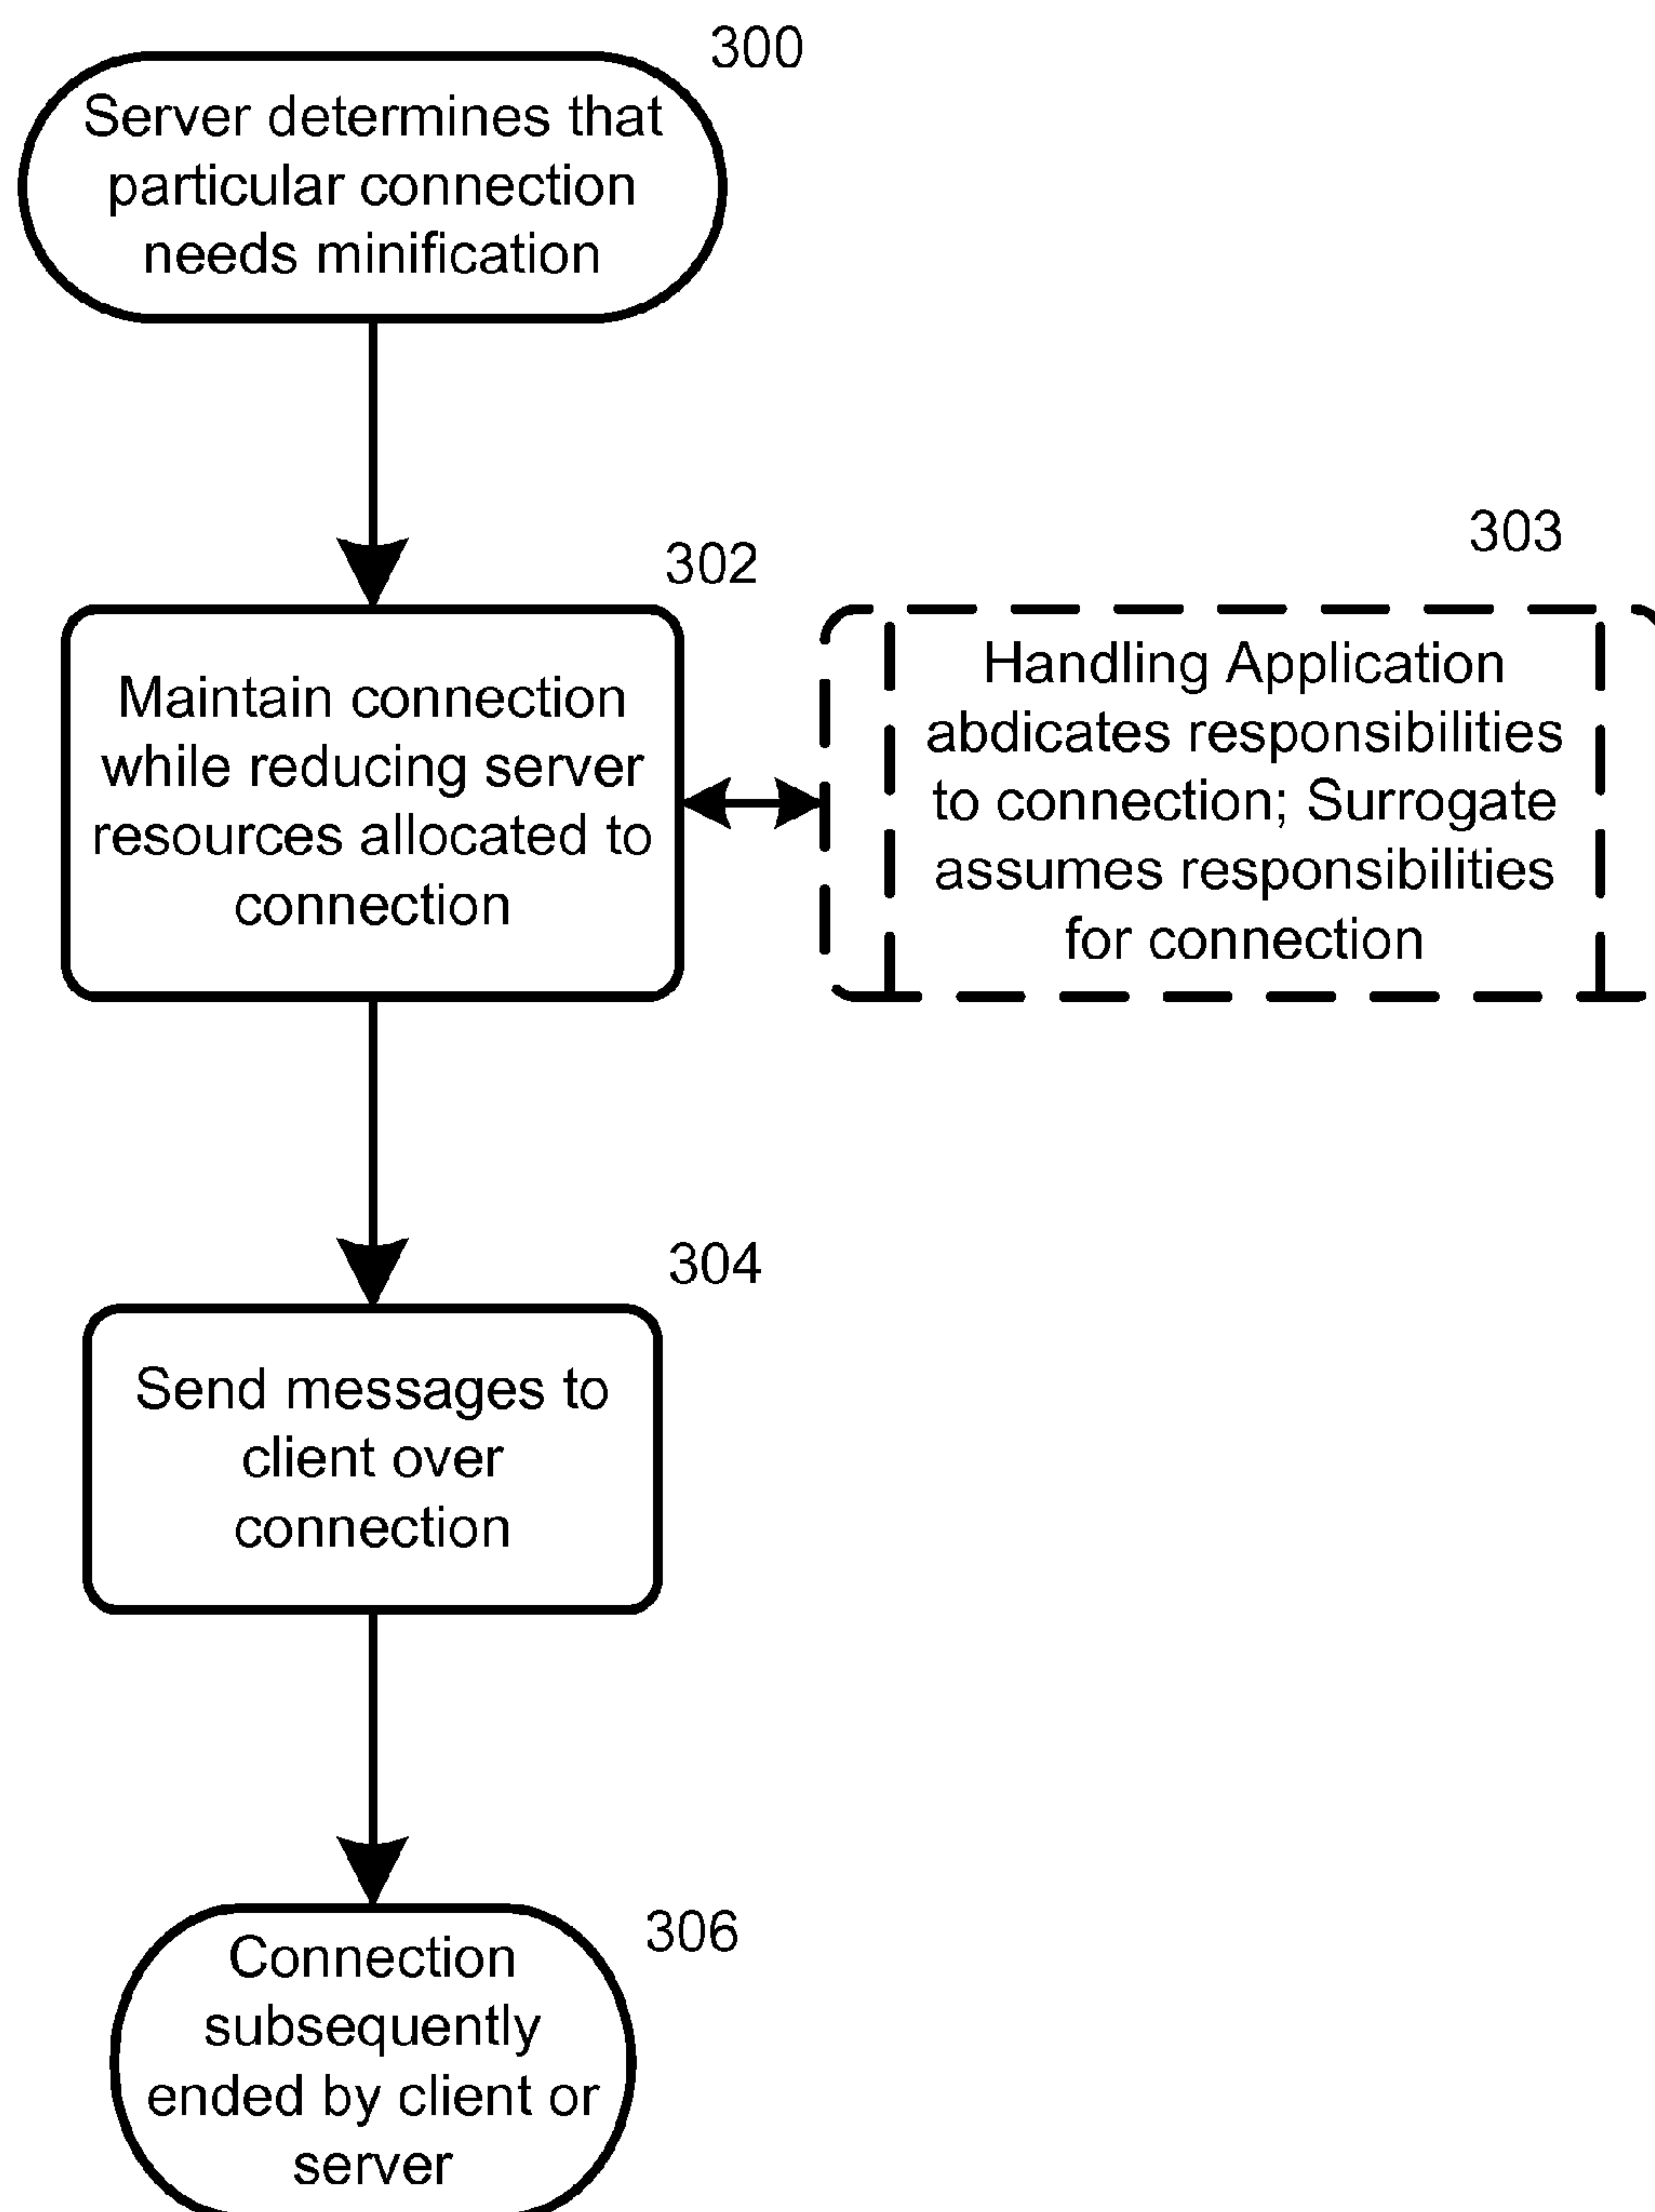 300
Server determines that
particular connection
needs minification
302
Maintain connection
while reducing server
resources allocated to
connection
303
Handling Application
abdicates responsibilities
to connection; Surrogate
assumes responsibilities
for connection
304
Send messages to
client over
connection
306
Connection
subsequently
ended by client or
server